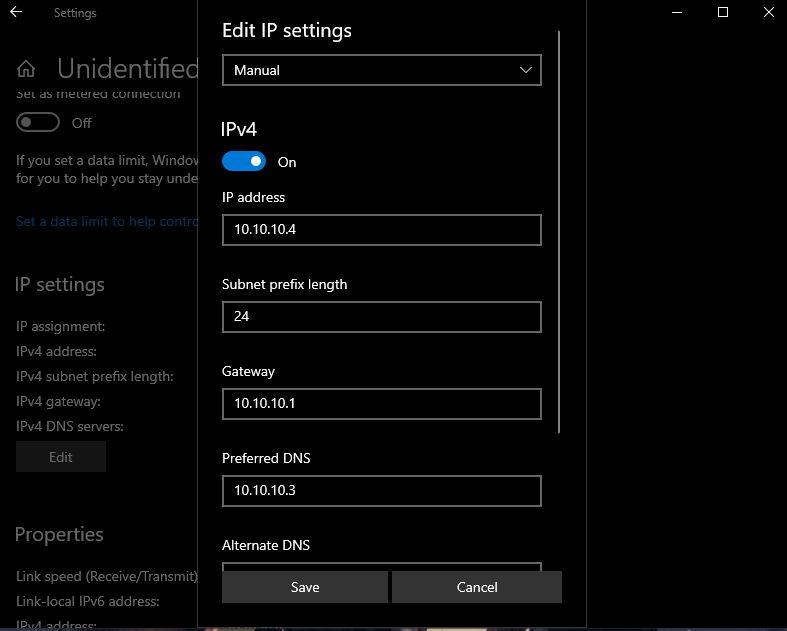 Settings
Unidentified
Set as metered connection
Off
If you set a data limit, Window
for you to help you stay unde
Set a data limit to help contro
IP settings
IP assignment:
IPv4 address:
IPv4 subnet prefix length:
IPv4 gateway:
IPv4 DNS servers:
Edit
Properties
Link speed (Receive/Transmit)
Link-local IPv6 address:
IPv4 address:
Edit IP settings
Manual
IPv4
On
IP address
10.10.10.4
Subnet prefix length
24
Gateway
10.10.10.1
Preferred DNS
10.10.10.3
Alternate DNS
Save
Cancel